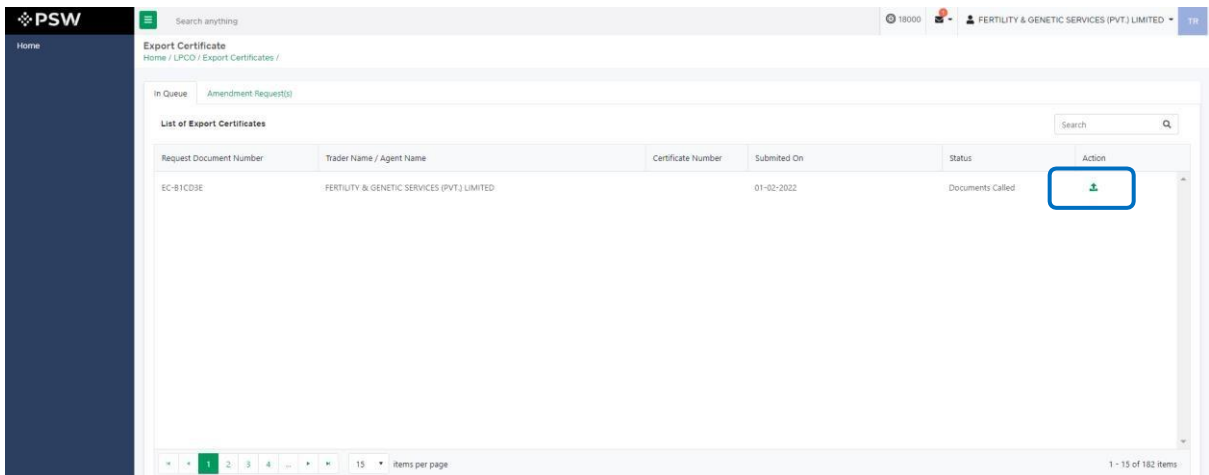 PSW
Search anything
18000
FERTILITY & GENETIC SERVICES (PVT.) LIMITED
TR
Home
Export Certificate
Home / LPCO / Export Certificates /
In Queue
Amendment Request(s)
List of Export Certificates
Search
Request Document Number
Trader Name / Agent Name
Certificate Number
Submited On
Status
Action
EC-B1CD3E
FERTILITY & GENETIC SERVICES (PVT.) LIMITED
01-02-2022
Documents Called
1 2 3 4 ...
15
items per page
1 - 15 of 182 items